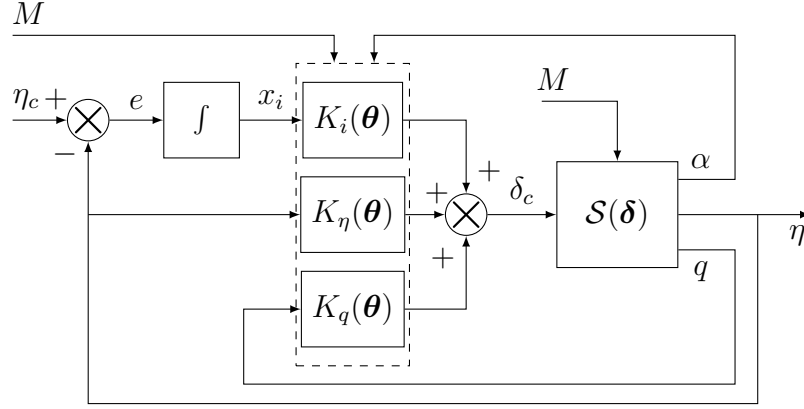 M
M
η_c + e ∫ x_i K_i(θ) α
− +
K_η(θ) + δ_c S(δ) η
+ q
K_q(θ)